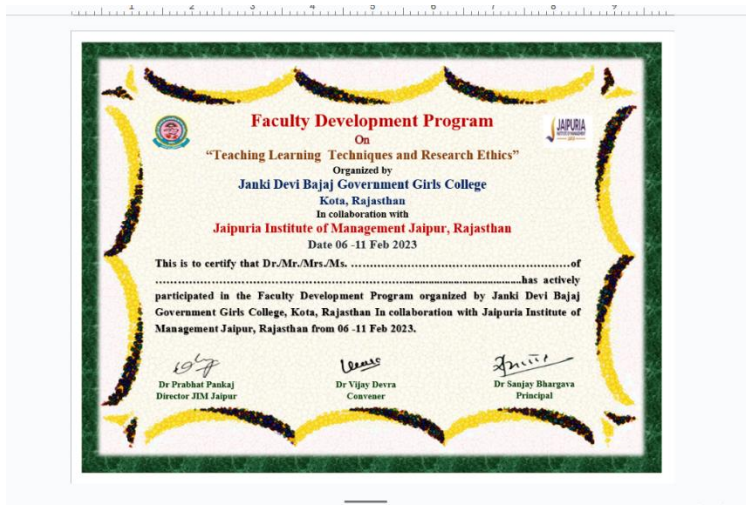 Faculty Development Program
On
“Teaching Learning Techniques and Research Ethics”
Organized by
Janki Devi Bajaj Government Girls College
Kota, Rajasthan
In collaboration with
Jaipuria Institute of Management Jaipur, Rajasthan
Date 06 -11 Feb 2023
This is to certify that Dr./Mr./Mrs./Ms. ......................................................of
..........................................................................................has actively
participated in the Faculty Development Program organized by Janki Devi Bajaj
Government Girls College, Kota, Rajasthan In collaboration with Jaipuria Institute of
Management Jaipur, Rajasthan from 06 -11 Feb 2023.
Dr Prabhat Pankaj
Director JIM Jaipur
Dr Vijay Devra
Convener
Dr Sanjay Bhargava
Principal
JAIPURIA